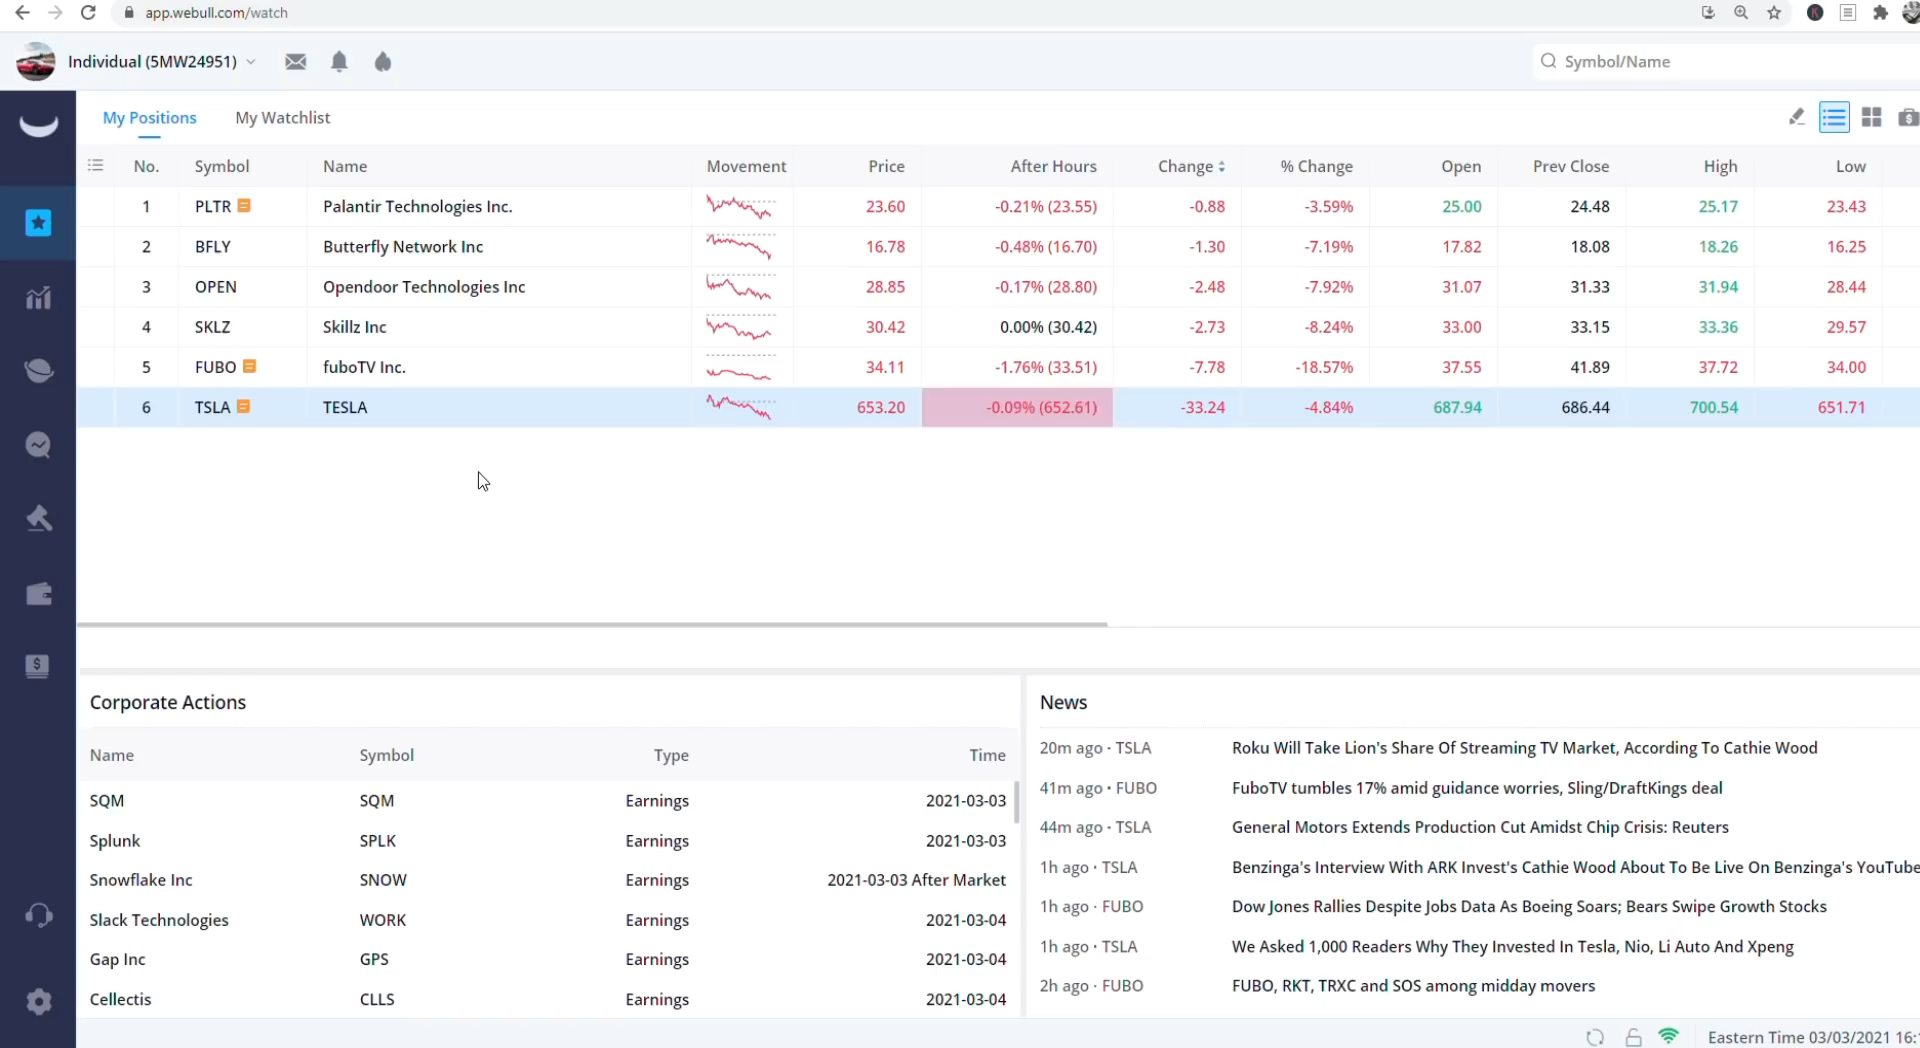 app.webull.com/watch
Individual (5MW24951)
Symbol/Name
My Positions My Watchlist
No. Symbol Name Movement Price After Hours Change % Change Open Prev Close High Low
1 PLTR Palantir Technologies Inc. 23.60 -0.21% (23.55) -0.88 -3.59% 25.00 24.48 25.17 23.43
2 BFLY Butterfly Network Inc 16.78 -0.48% (16.70) -1.30 -7.19% 17.82 18.08 18.26 16.25
3 OPEN Opendoor Technologies Inc 28.85 -0.17% (28.80) -2.48 -7.92% 31.07 31.33 31.94 28.44
4 SKLZ Skillz Inc 30.42 0.00% (30.42) -2.73 -8.24% 33.00 33.15 33.36 29.57
5 FUBO fuboTV Inc. 34.11 -1.76% (33.51) -7.78 -18.57% 37.55 41.89 37.72 34.00
6 TSLA TESLA 653.20 -0.09% (652.61) -33.24 -4.84% 687.94 686.44 700.54 651.71
Corporate Actions
Name Symbol Type Time
SQM SQM Earnings 2021-03-03
Splunk SPLK Earnings 2021-03-03
Snowflake Inc SNOW Earnings 2021-03-03 After Market
Slack Technologies WORK Earnings 2021-03-04
Gap Inc GPS Earnings 2021-03-04
Cellectis CLLS Earnings 2021-03-04
News
20m ago · TSLA Roku Will Take Lion's Share Of Streaming TV Market, According To Cathie Wood
41m ago · FUBO FuboTV tumbles 17% amid guidance worries, Sling/DraftKings deal
44m ago · TSLA General Motors Extends Production Cut Amidst Chip Crisis: Reuters
1h ago · TSLA Benzinga's Interview With ARK Invest's Cathie Wood About To Be Live On Benzinga's YouTube
1h ago · FUBO Dow Jones Rallies Despite Jobs Data As Boeing Soars; Bears Swipe Growth Stocks
1h ago · TSLA We Asked 1,000 Readers Why They Invested In Tesla, Nio, Li Auto And Xpeng
2h ago · FUBO FUBO, RKT, TRXC and SOS among midday movers
Eastern Time 03/03/2021 16: